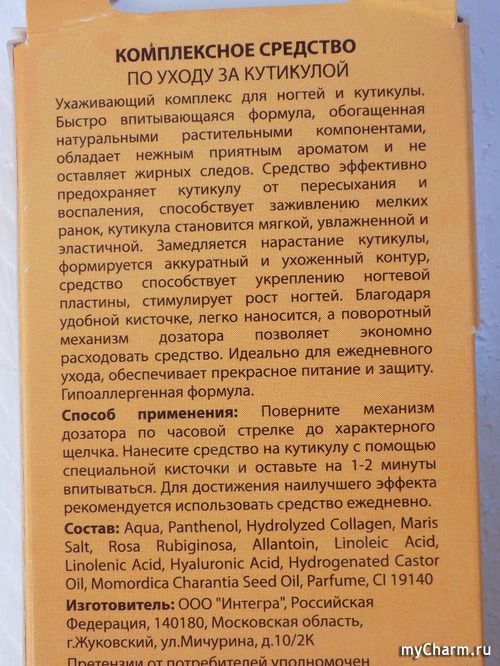 КОМПЛЕКСНОЕ СРЕДСТВО
ПО УХОДУ ЗА КУТИКУЛОЙ
Ухаживающий комплекс для ногтей и кутикулы.
Быстро впитывающаяся формула, обогащенная
натуральными растительными компонентами,
обладает нежным приятным ароматом и не
оставляет жирных следов. Средство эффективно
предохраняет кутикулу от пересыхания и
воспаления, способствует заживлению мелких
ранок, кутикула становится мягкой, увлажненной и
эластичной. Замедляется нарастание кутикулы,
формируется аккуратный и ухоженный контур,
средство способствует укреплению ногтевой
пластины, стимулирует рост ногтей. Благодаря
удобной кисточке, легко наносится, а поворотный
механизм дозатора позволяет экономно
расходовать средство. Идеально для ежедневного
ухода, обеспечивает прекрасное питание и защиту.
Гипоаллергенная формула.
Способ применения: Поверните механизм
дозатора по часовой стрелке до характерного
щелчка. Нанесите средство на кутикулу с помощью
специальной кисточки и оставьте на 1-2 минуты
впитываться. Для достижения наилучшего эффекта
рекомендуется использовать средство ежедневно.
Состав: Aqua, Panthenol, Hydrolyzed Collagen, Maris
Salt, Rosa Rubiginosa, Allantoin, Linoleic Acid,
Linolenic Acid, Hyaluronic Acid, Hydrogenated Castor
Oil, Momordica Charantia Seed Oil, Parfume, CI 19140
Изготовитель: ООО "Интегра", Российская
Федерация, 140180, Московская область,
г.Жуковский, ул.Мичурина, д.10/2К
Претензии от потребителей уполномочен
myCharm.ru